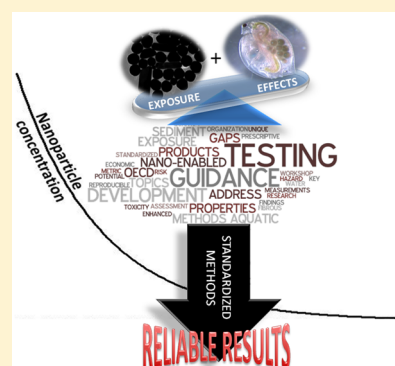 +
EXPOSURE
EFFECTS
Nanoparticle
concentration
SEDIMENT ORGANIZATION UNIQUE
EXPOSURE GAPS PRESCRIPTIVE
STANDARDIZED PRODUCTS TESTING
ECONOMIC NANO-ENABLED
METRIC OECD RISK GUIDANCE WORKSHOP
POTENTIAL TOPICS HAZARD KEY
REPRODUCIBLE WATER
DEVELOPMENT ADDRESS MEASUREMENTS
RESEARCH
TOXICITY ASSESSMENT PROPERTIES FINDINGS
ENHANCED FIBROUS
METHODS AQUATIC
STANDARDIZED
METHODS
RELIABLE RESULTS